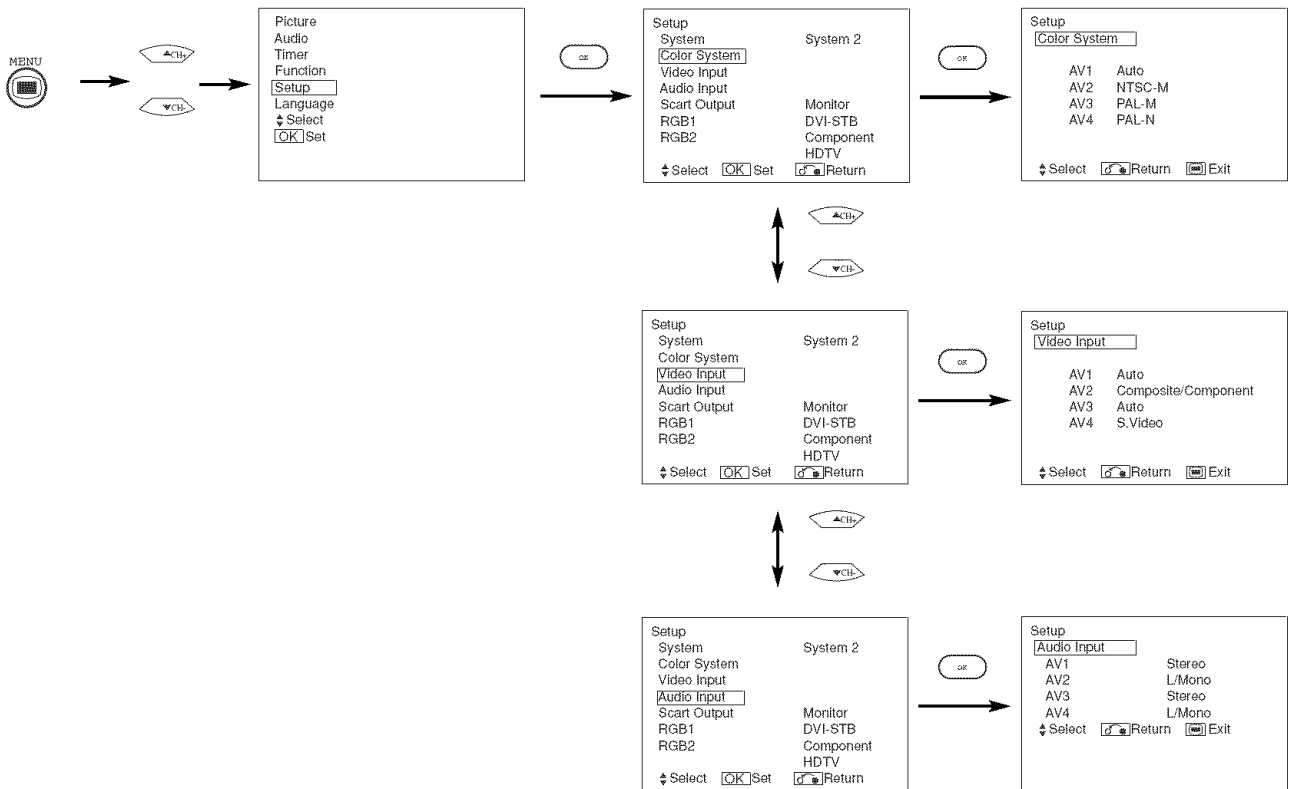 MENU
▲CH+
▼CH-
Picture
Audio
Timer
Function
Setup
Language
Select
OK Set
OK
Setup
System System 2
Color System
Video Input
Audio Input
Scart Output Monitor
RGB1 DVI-STB
RGB2 Component
HDTV
Select OK Set Return
OK
Setup
Color System
AV1 Auto
AV2 NTSC-M
AV3 PAL-M
AV4 PAL-N
Select Return Exit
▲CH+
▼CH-
Setup
System System 2
Color System
Video Input
Audio Input
Scart Output Monitor
RGB1 DVI-STB
RGB2 Component
HDTV
Select OK Set Return
OK
Setup
Video Input
AV1 Auto
AV2 Composite/Component
AV3 Auto
AV4 S.Video
Select Return Exit
▲CH+
▼CH-
Setup
System System 2
Color System
Video Input
Audio Input
Scart Output Monitor
RGB1 DVI-STB
RGB2 Component
HDTV
Select OK Set Return
OK
Setup
Audio Input
AV1 Stereo
AV2 L/Mono
AV3 Stereo
AV4 L/Mono
Select Return Exit